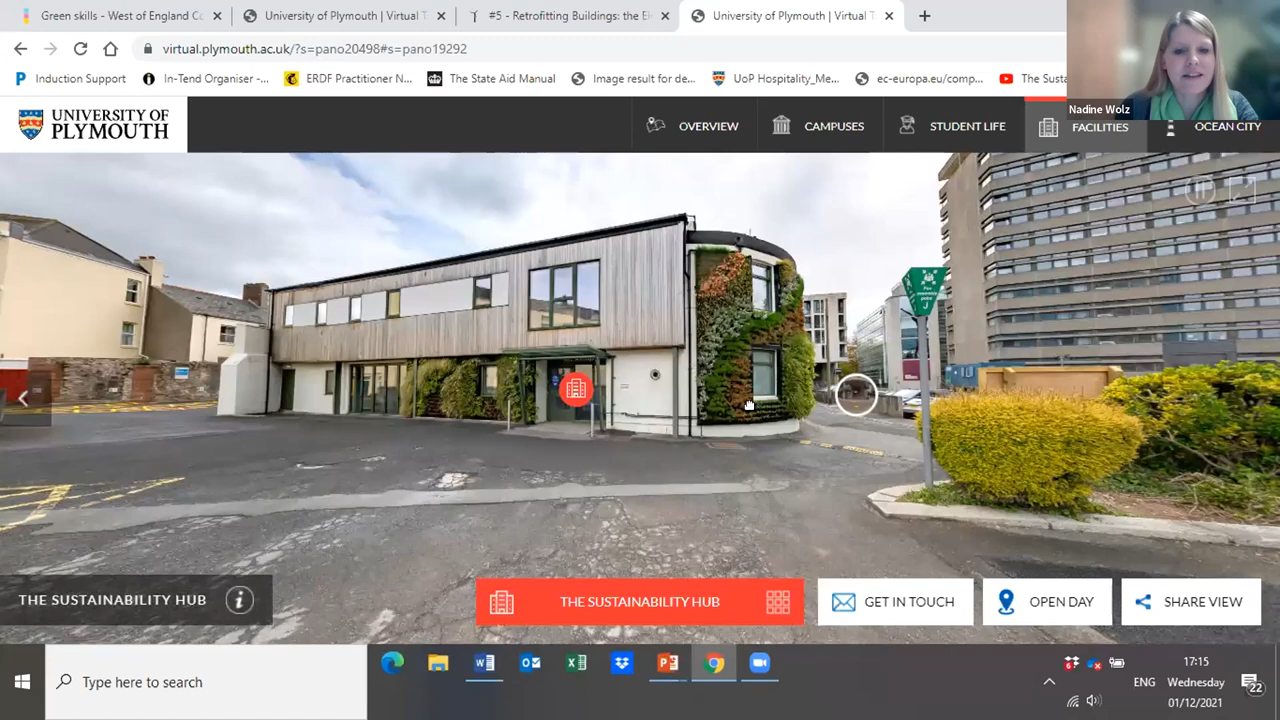 Green skills - West of England Co
University of Plymouth | Virtual T
#5 - Retrofitting Buildings: the El
University of Plymouth | Virtual T
virtual.plymouth.ac.uk/?s=pano20498#s=pano19292
Induction Support
In-Tend Organiser -...
ERDF Practitioner N...
The State Aid Manual
Image result for de...
UoP Hospitality_Me...
ec-europa.eu/comp...
The Susta
Nadine Wolz
UNIVERSITY OF
PLYMOUTH
OVERVIEW
CAMPUSES
STUDENT LIFE
FACILITIES
OCEAN CITY
THE SUSTAINABILITY HUB
THE SUSTAINABILITY HUB
GET IN TOUCH
OPEN DAY
SHARE VIEW
Type here to search
6
ENG
17:15
Wednesday
01/12/2021
22